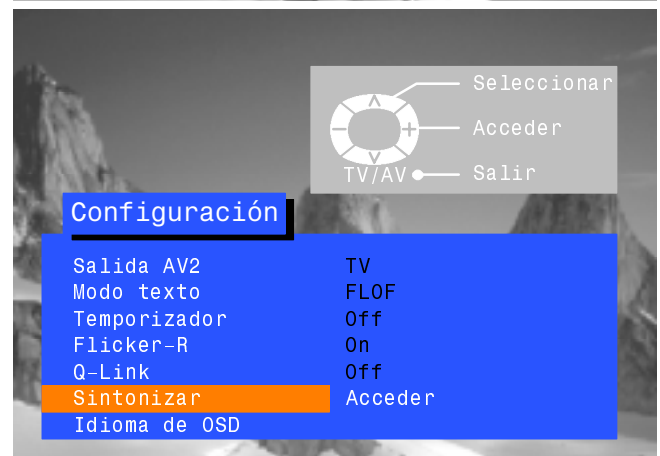 Seleccionar
Acceder
TV/AV Salir
Configuración
Salida AV2 TV
Modo texto FLOF
Temporizador Off
Flicker-R On
Q-Link Off
Sintonizar Acceder
Idioma de OSD